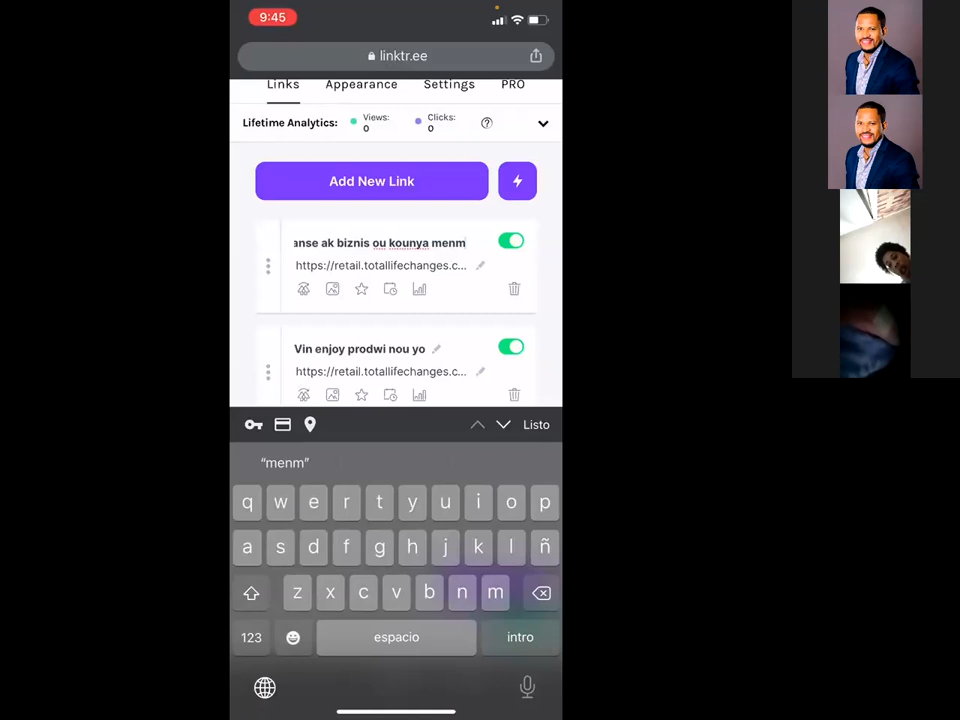 9:45
linktr.ee
Links Appearance Settings PRO
Lifetime Analytics: Views: 0 Clicks: 0 ?
Add New Link
anse ak biznis ou kounya menm
https://retail.totallifechanges.c...
Vin enjoy prodwi nou yo
https://retail.totallifechanges.c...
Listo
“menm”
q w e r t y u i o p
a s d f g h j k l ñ
z x c v b n m
123 espacio intro